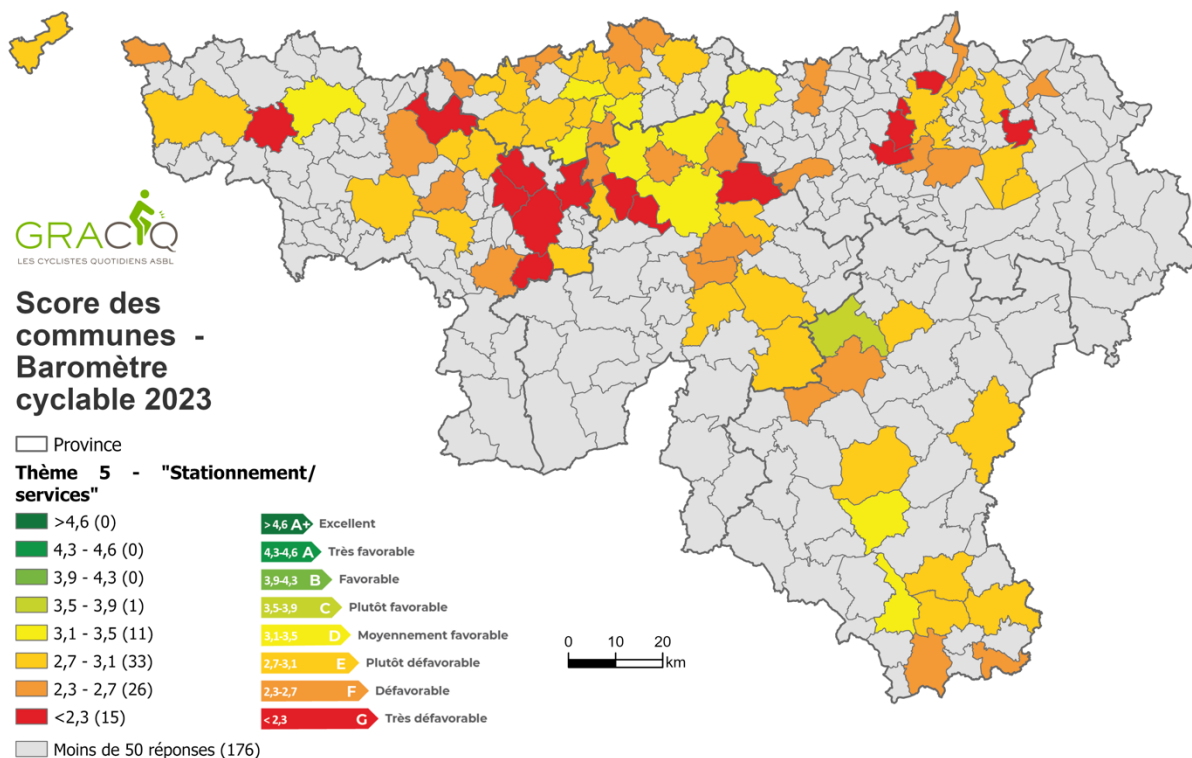 GRACQ
LES CYCLISTES QUOTIDIENS ASBL
Score des
communes -
Baromètre
cyclable 2023
Province
Thème 5 - "Stationnement/
services"
>4,6 (0)
4,3 - 4,6 (0)
3,9 - 4,3 (0)
3,5 - 3,9 (1)
3,1 - 3,5 (11)
2,7 - 3,1 (33)
2,3 - 2,7 (26)
<2,3 (15)
Moins de 50 réponses (176)
>4,6 A+ Excellent
4,3-4,6 A Très favorable
3,9-4,3 B Favorable
3,5-3,9 C Plutôt favorable
3,1-3,5 D Moyennement favorable
2,7-3,1 E Plutôt défavorable
2,3-2,7 F Défavorable
<2,3 G Très défavorable
0 10 20
km